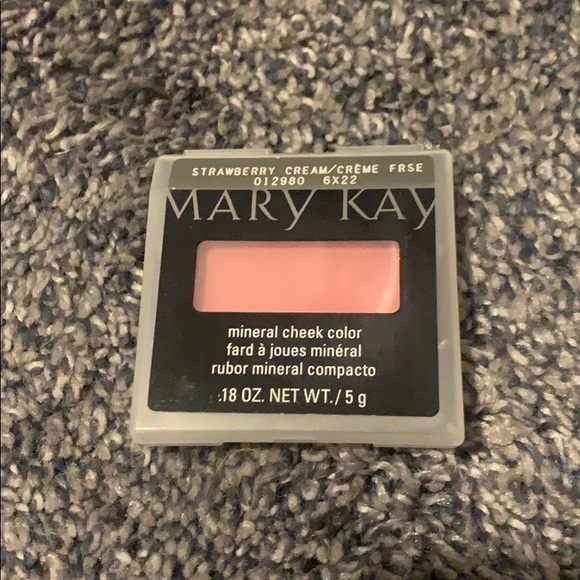 STRAWBERRY CREAM/CRÈME FRSE
012980 6X22
MARY KAY
mineral cheek color
fard à joues minéral
rubor mineral compacto
.18 OZ. NET WT./5 g